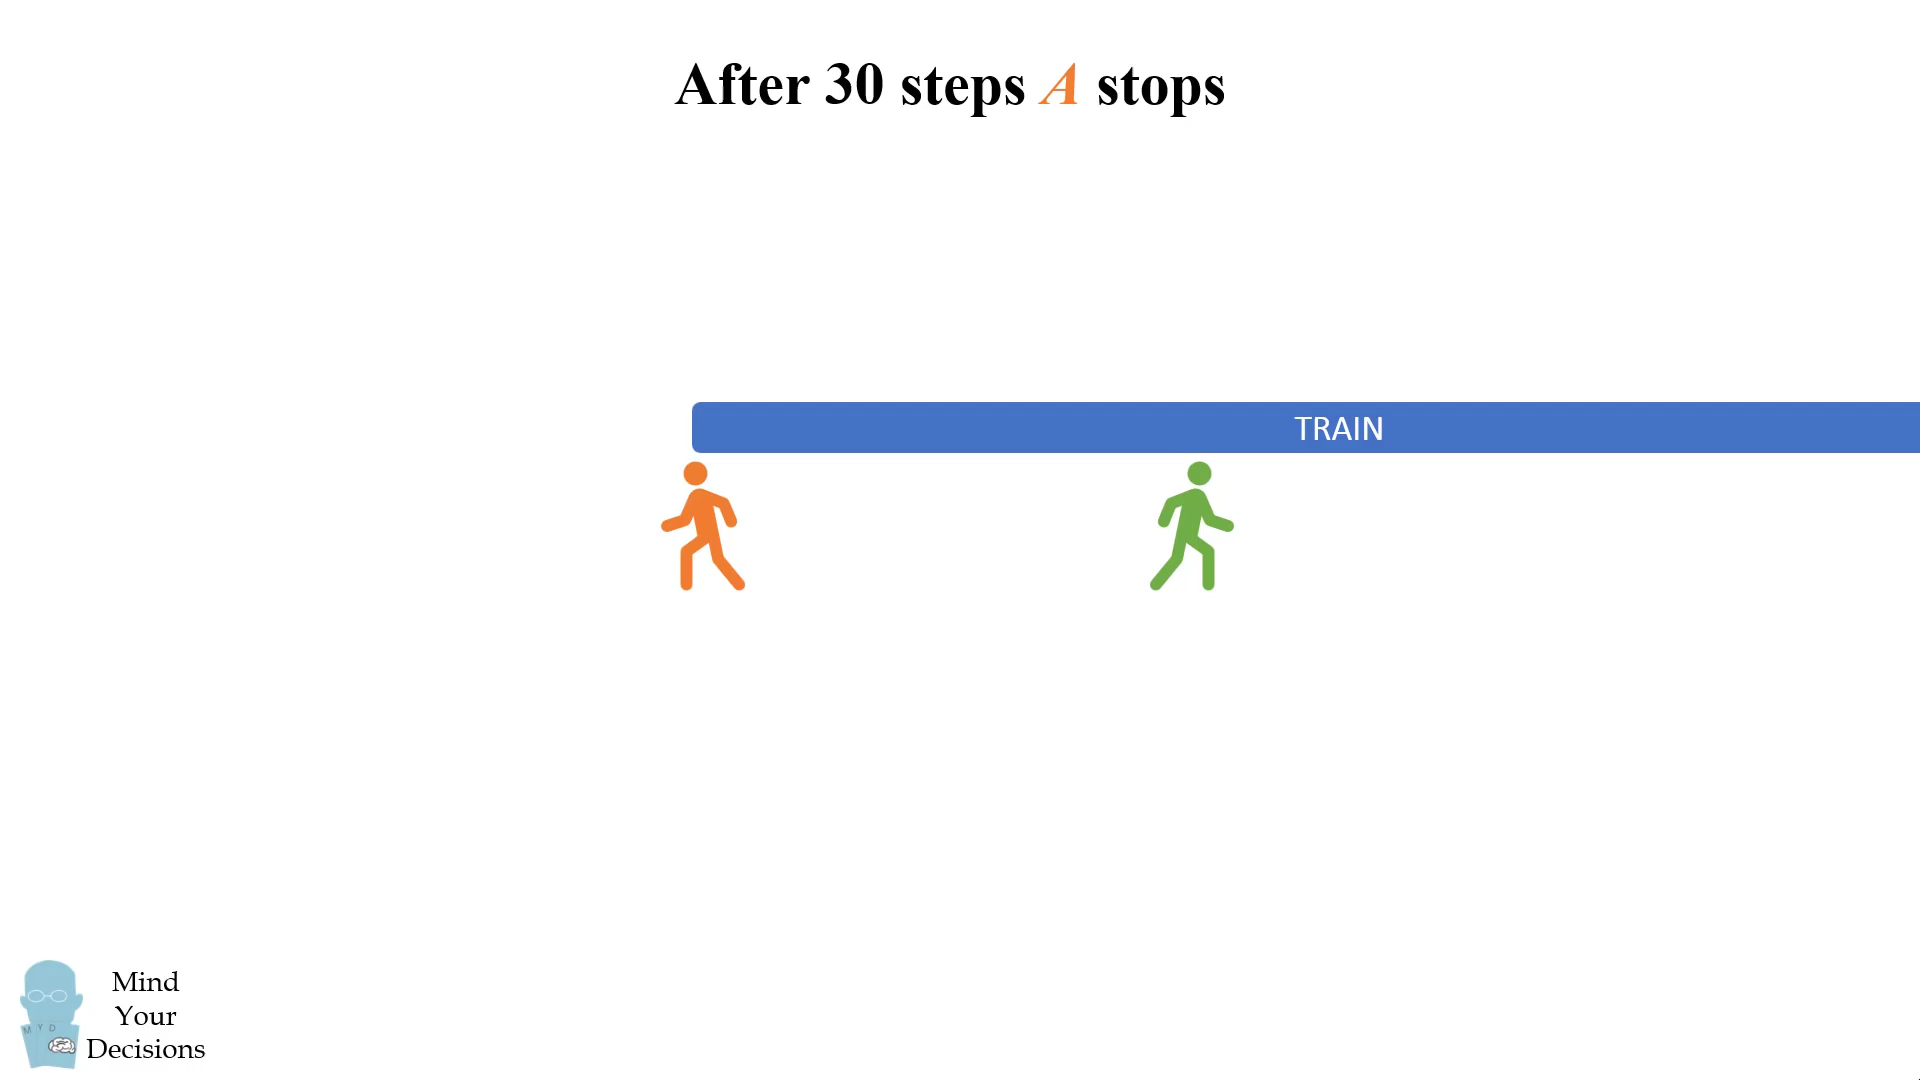 After 30 steps A stops
TRAIN
M Y D
Mind
Your
Decisions